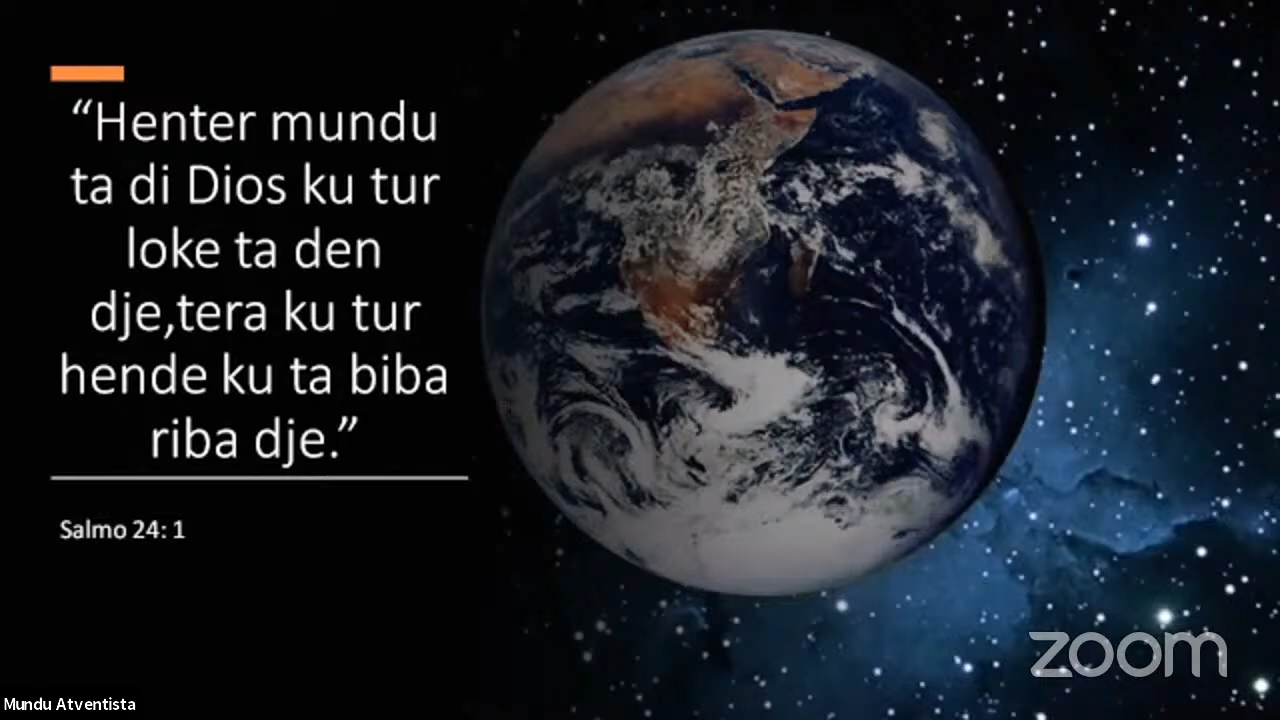 “Henter mundu
ta di Dios ku tur
loke ta den
dje,tera ku tur
hende ku ta biba
riba dje.”
Salmo 24: 1
zoom
Mundu Atventista